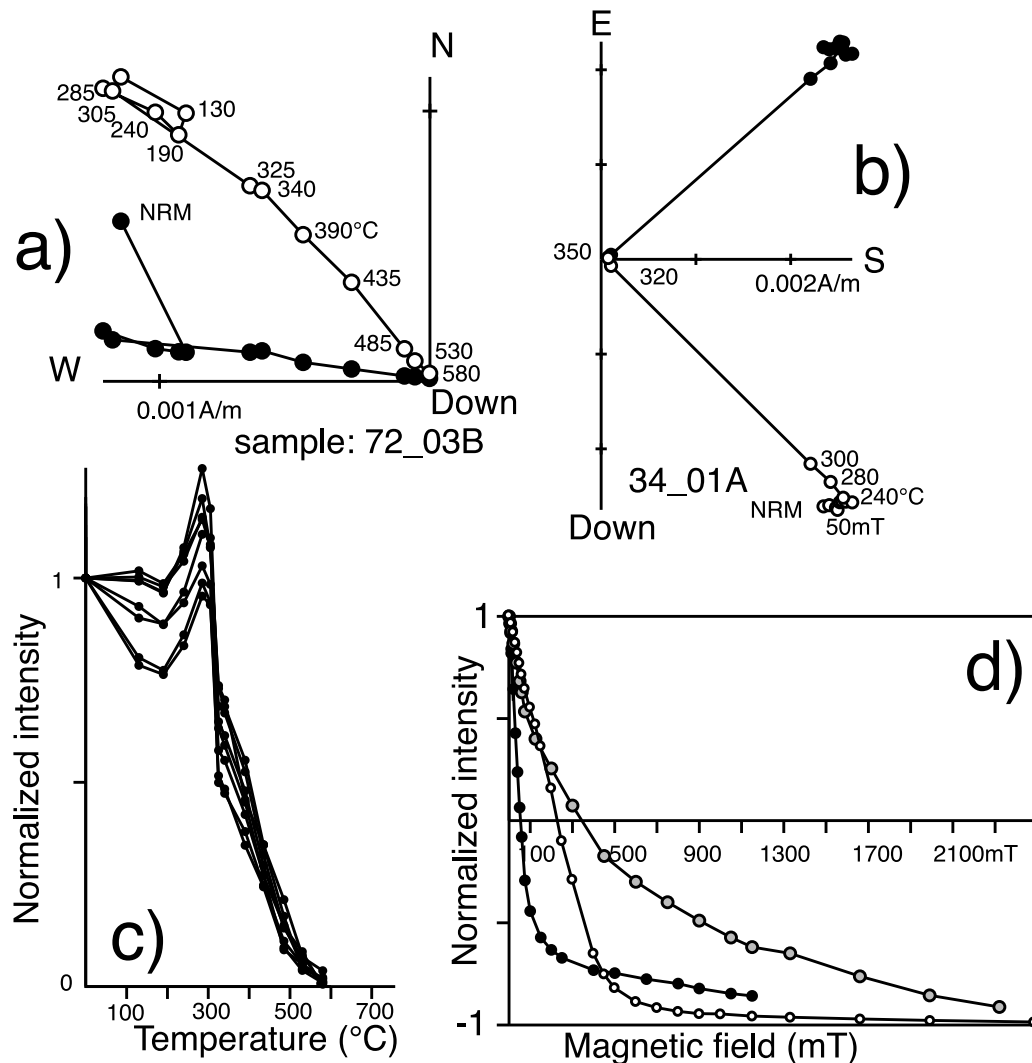 N
285
305
240
190
130
325
340
NRM
390°C
a)
435
485
530
580
W
0.001A/m
Down
sample: 72_03B
E
b)
350
320
S
0.002A/m
300
280
240°C
34_01A
NRM
50mT
Down
Normalized intensity
1
0
c)
100
300
500
700
Temperature (°C)
Normalized intensity
1
-1
d)
100
500
900
1300
1700
2100mT
Magnetic field (mT)